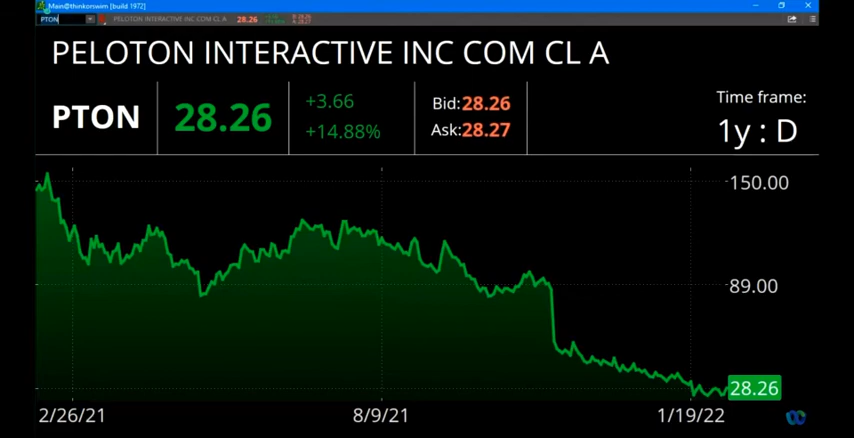 Main@thinkorswim [build 1972]
PTON PELOTON INTERACTIVE INC COM CL A 28.26
PELOTON INTERACTIVE INC COM CL A
PTON
28.26
+3.66
+14.88%
Bid:28.26
Ask:28.27
Time frame:
1y : D
150.00
89.00
28.26
2/26/21 8/9/21 1/19/22